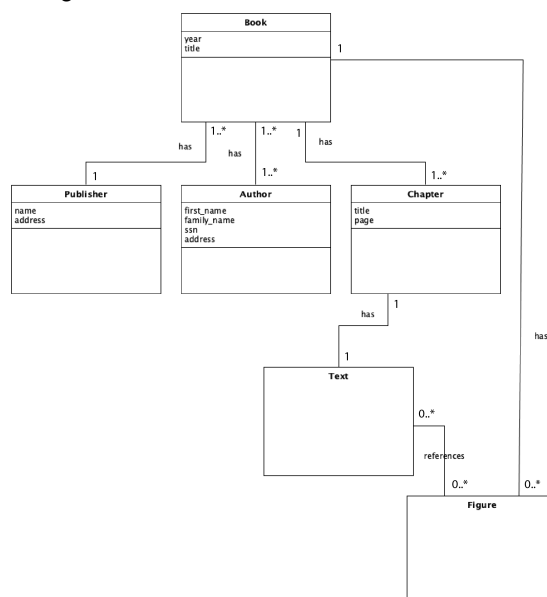 Book
year
title
1
1..*
1..*
1
has
has
has
1
1..*
1..*
Publisher
name
address
Author
first_name
family_name
ssn
address
Chapter
title
page
1
has
has
1
Text
0..*
references
0..*
0..*
Figure